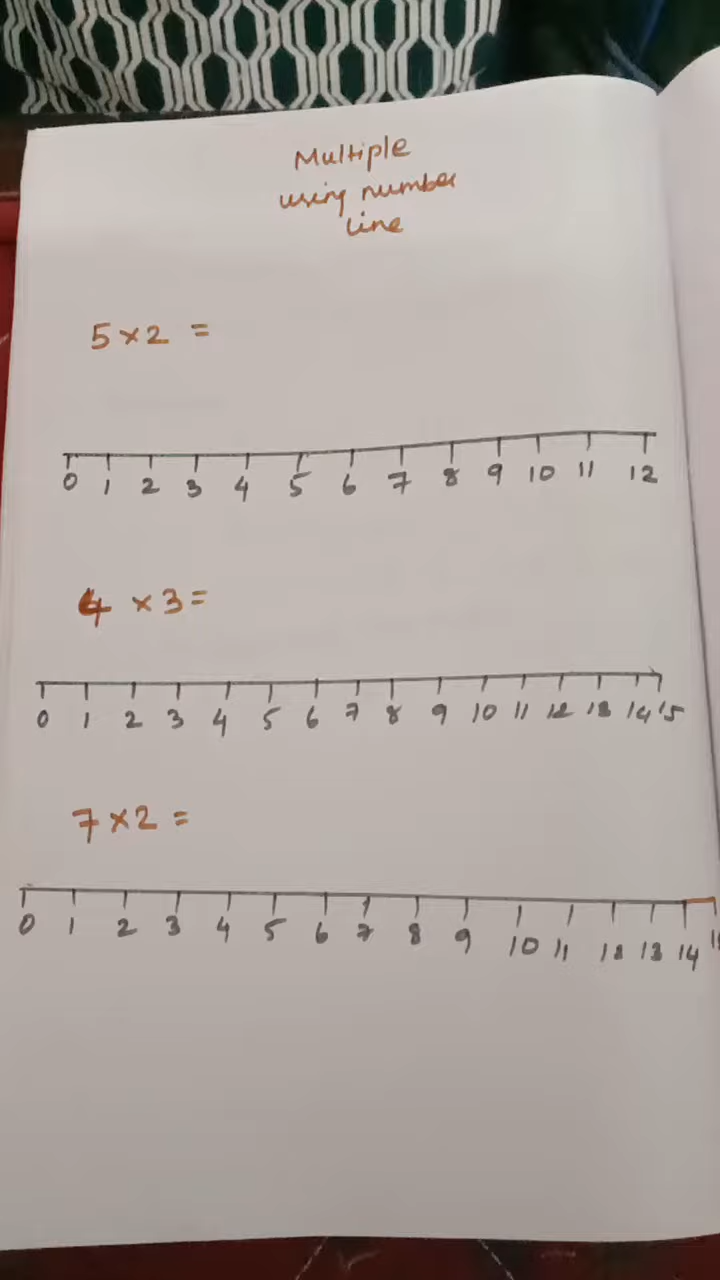 Multiple
using number
line
5 × 2 =
0 1 2 3 4 5 6 7 8 9 10 11 12
4 × 3 =
0 1 2 3 4 5 6 7 8 9 10 11 12 13 14 15
7 × 2 =
0 1 2 3 4 5 6 7 8 9 10 11 12 13 14